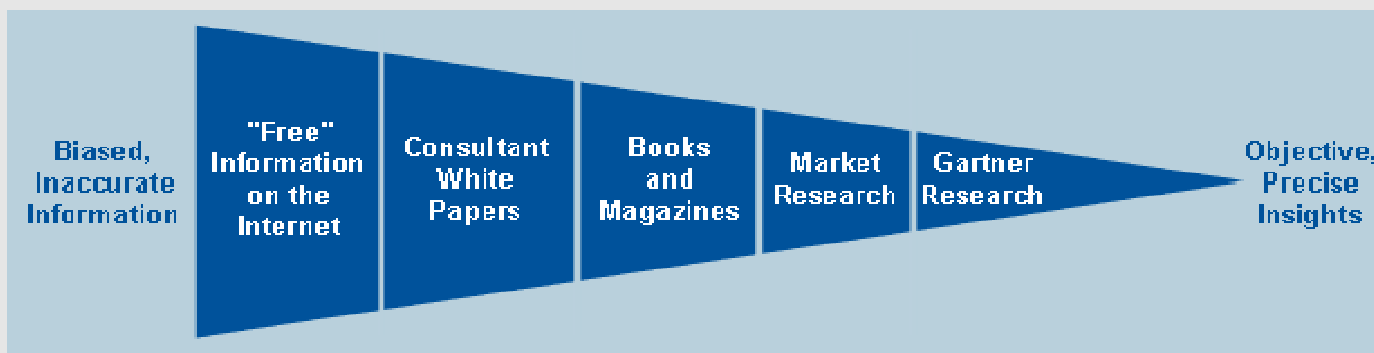 Biased,
Inaccurate
Information
"Free"
Information
on the
Internet
Consultant
White
Papers
Books
and
Magazines
Market
Research
Gartner
Research
Objective,
Precise
Insights